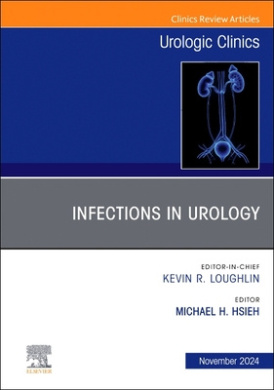 Clinics Review Articles
Urologic Clinics
INFECTIONS IN UROLOGY
EDITOR-IN-CHIEF
KEVIN R. LOUGHLIN
EDITOR
MICHAEL H. HSIEH
ELSEVIER
November 2024